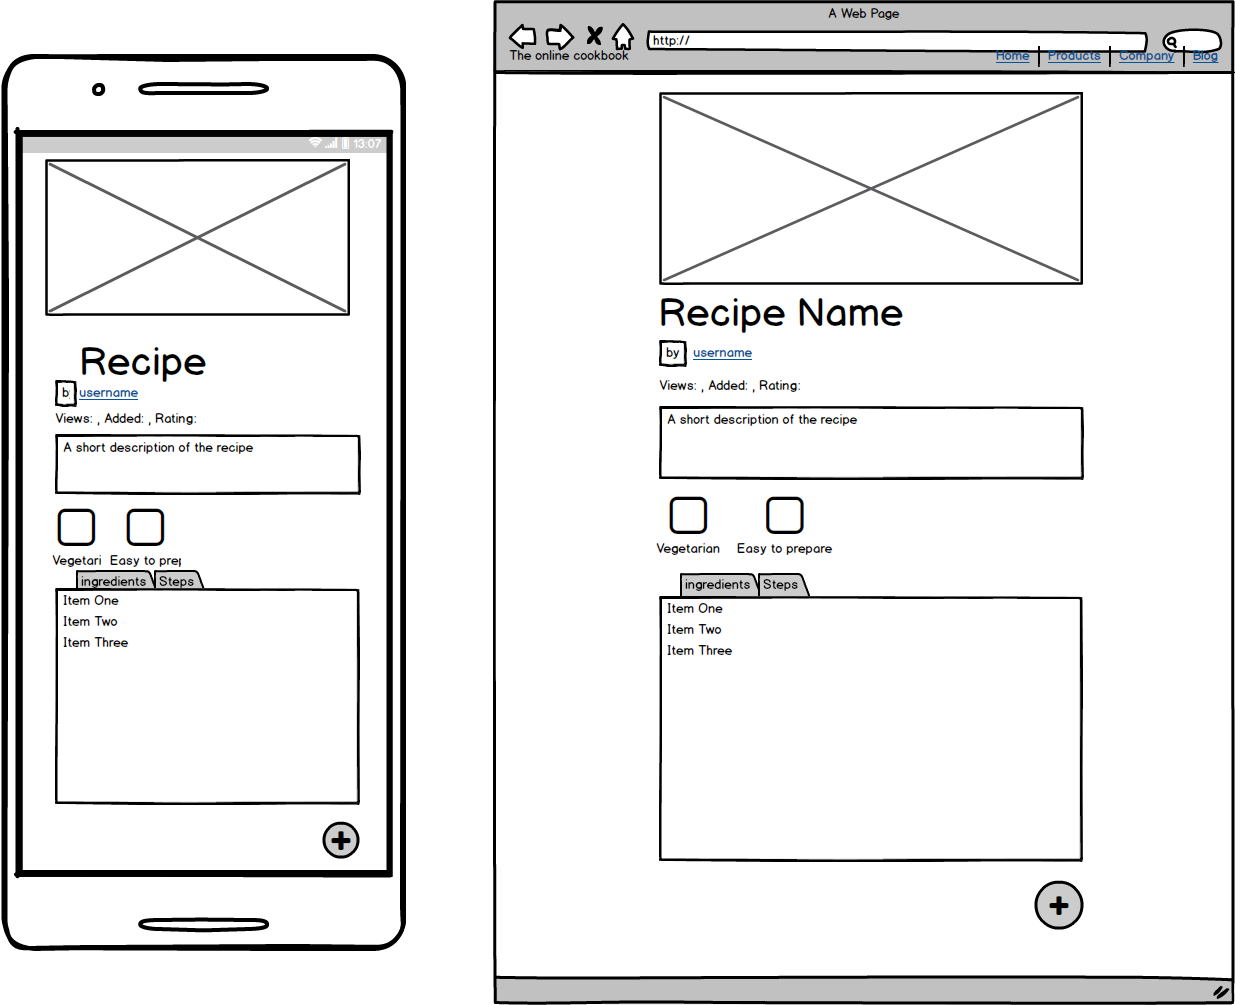 13:07
Recipe
b username
Views: , Added: , Rating:
A short description of the recipe
Vegetari Easy to prep
ingredients Steps
Item One
Item Two
Item Three
A Web Page
http://
The online cookbook Home Products Company Blog
Recipe Name
by username
Views: , Added: , Rating:
A short description of the recipe
Vegetarian Easy to prepare
ingredients Steps
Item One
Item Two
Item Three